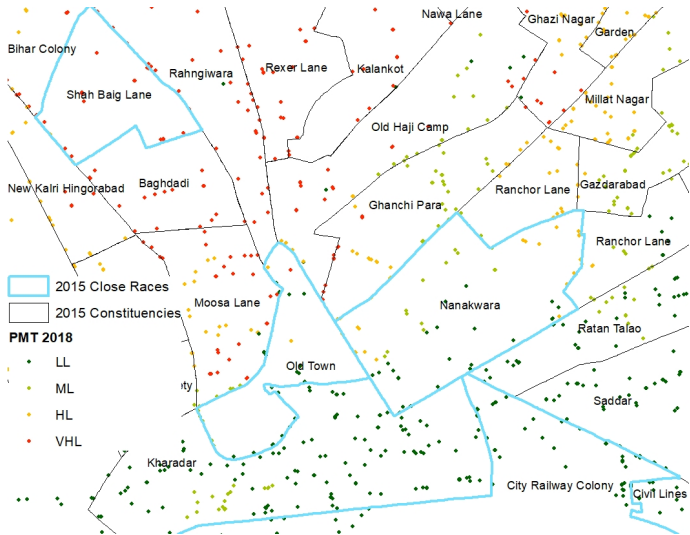 Nawa Lane
Ghazi Nagar
Garden
Bihar Colony
Rahngiwara
Rexer Lane
Kalankot
Shah Baig Lane
Millat Nagar
Old Haji Camp
New Kalri Hingorabad
Baghdadi
Ranchor Lane
Gazdarabad
Ghanchi Para
Ranchor Lane
2015 Close Races
Moosa Lane
Nanakwara
2015 Constituencies
Ratan Talao
PMT 2018
LL
Old Town
ML
ety
Saddar
HL
VHL
Kharadar
City Railway Colony
Civil Lines